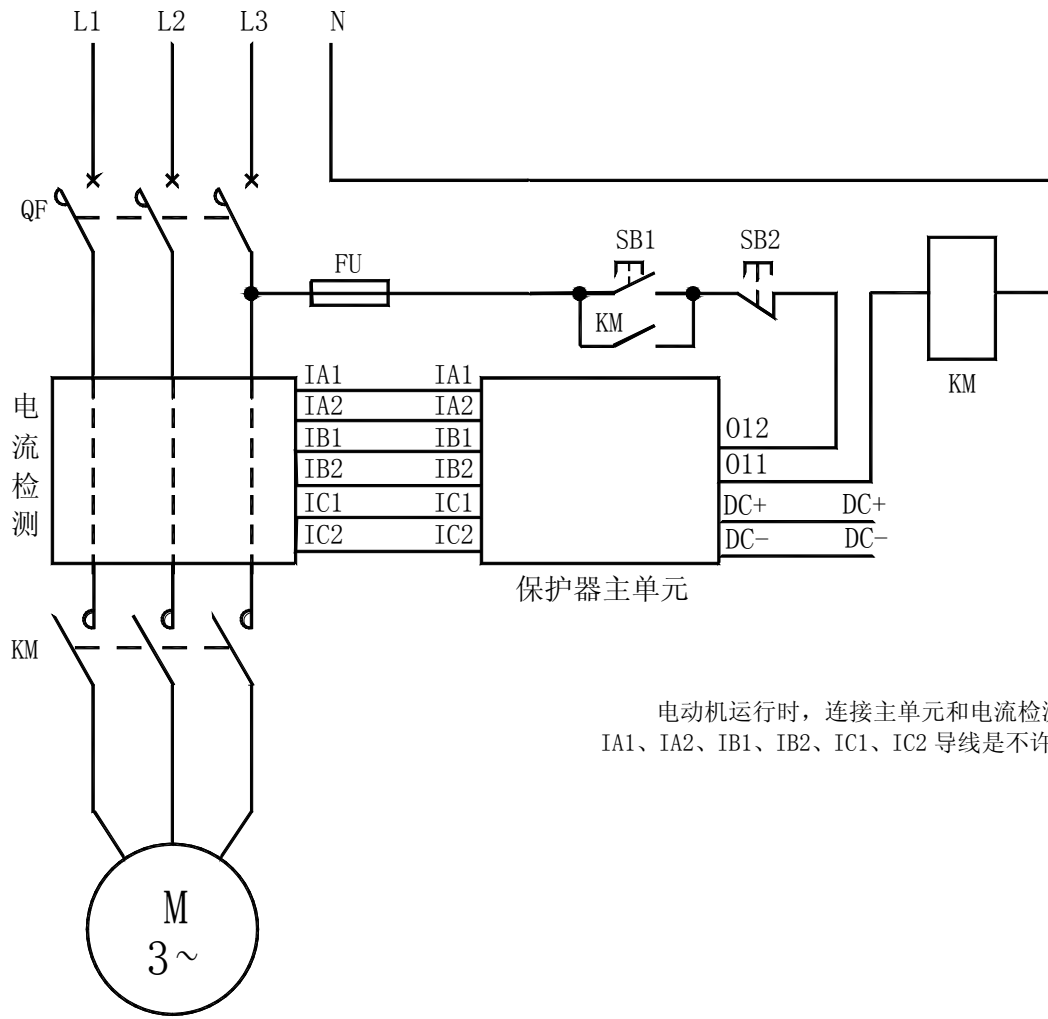 L1 L2 L3 N
QF
SB1 SB2
FU
KM
KM
电流检测
IA1 IA1
IA2 IA2
IB1 IB1
IB2 IB2
IC1 IC1
IC2 IC2
O12
O11
DC+ DC+
DC- DC-
保护器主单元
KM
电动机运行时，连接主单元和电流检测
IA1、IA2、IB1、IB2、IC1、IC2 导线是不许
M
3~